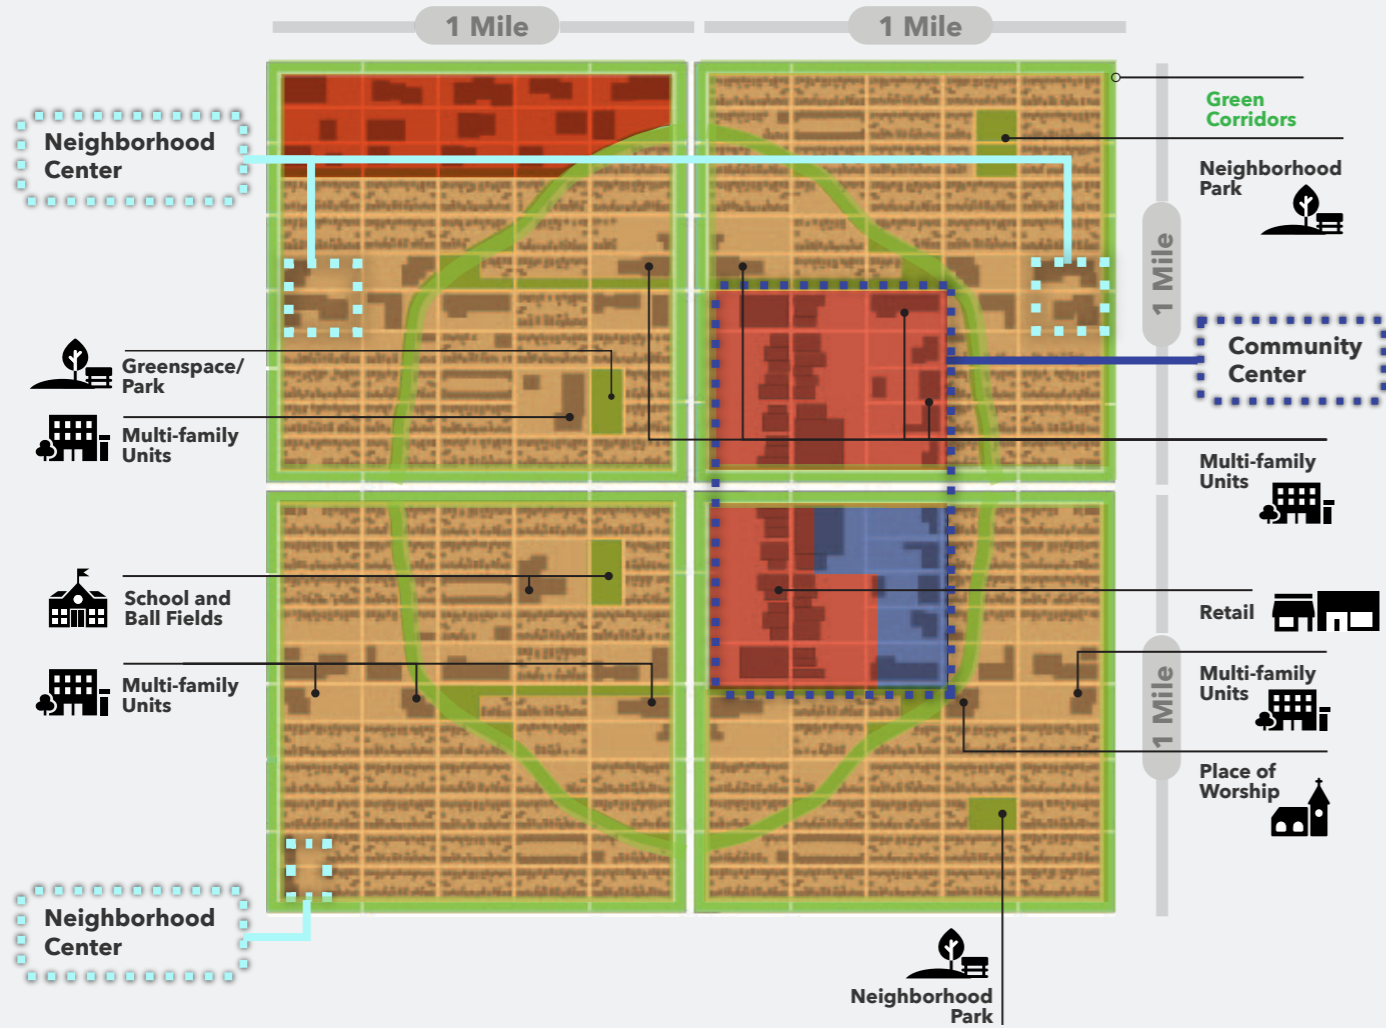 1 Mile
1 Mile
Neighborhood
Center
Green
Corridors
Neighborhood
Park
1 Mile
Community
Center
Greenspace/
Park
Multi-family
Units
Multi-family
Units
School and
Ball Fields
Retail
Multi-family
Units
Multi-family
Units
1 Mile
Place of
Worship
Neighborhood
Center
Neighborhood
Park